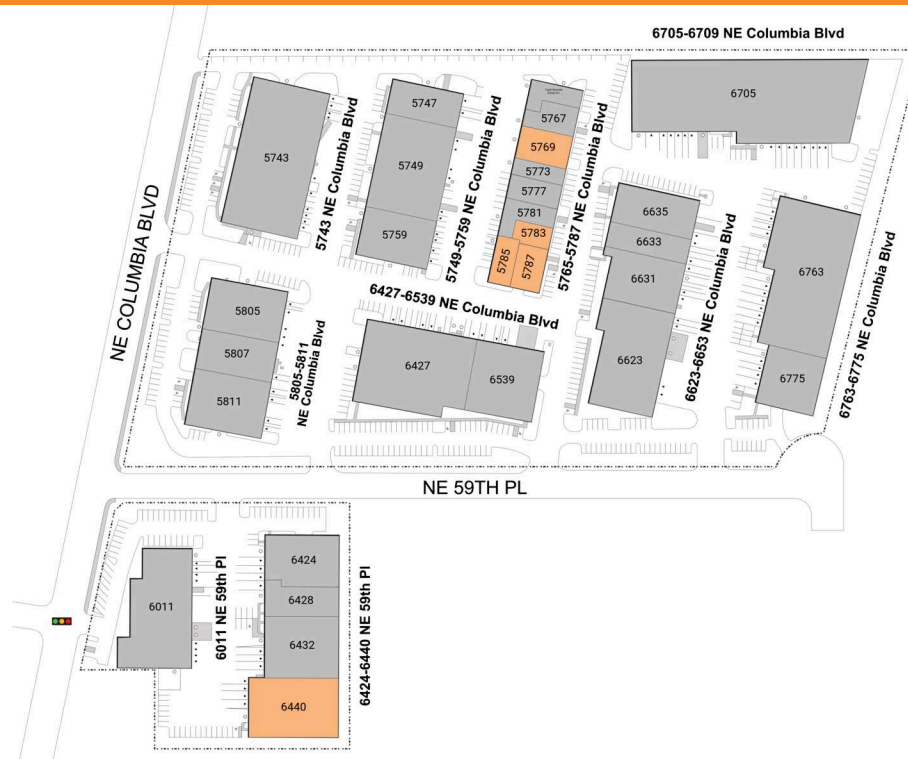 6705-6709 NE Columbia Blvd
6705
5747
5767
5743
5749
5769
5773
5777
5781
5783
5785
5787
5759
5743 NE Columbia Blvd
5749-5759 NE Columbia Blvd
5765-5787 NE Columbia Blvd
6635
6633
6631
6623
6623-6653 NE Columbia Blvd
6763
6775
6763-6775 NE Columbia Blvd
NE COLUMBIA BLVD
5805
5807
5811
5805-5811
NE Columbia Blvd
6427-6539 NE Columbia Blvd
6427
6539
NE 59TH PL
6011
6011 NE 59th Pl
6424
6428
6432
6440
6424-6440 NE 59th Pl